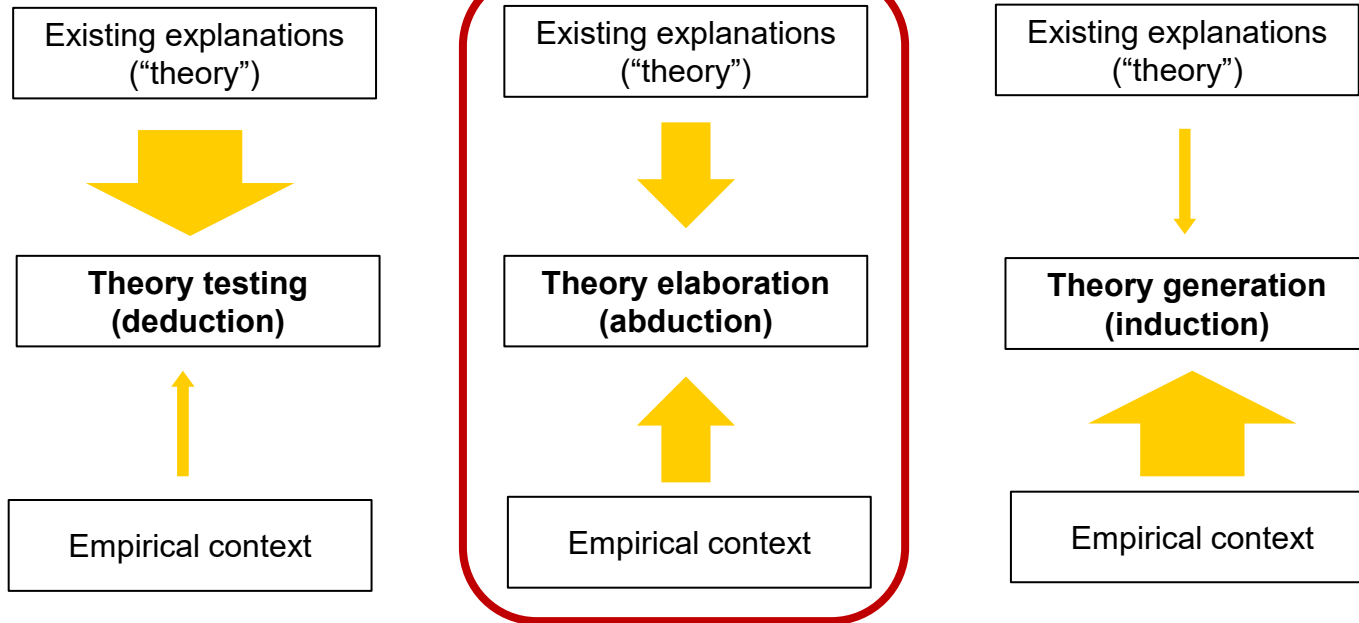 Existing explanations
(“theory”)
Existing explanations
(“theory”)
Existing explanations
(“theory”)
Theory testing
(deduction)
Theory elaboration
(abduction)
Theory generation
(induction)
Empirical context
Empirical context
Empirical context